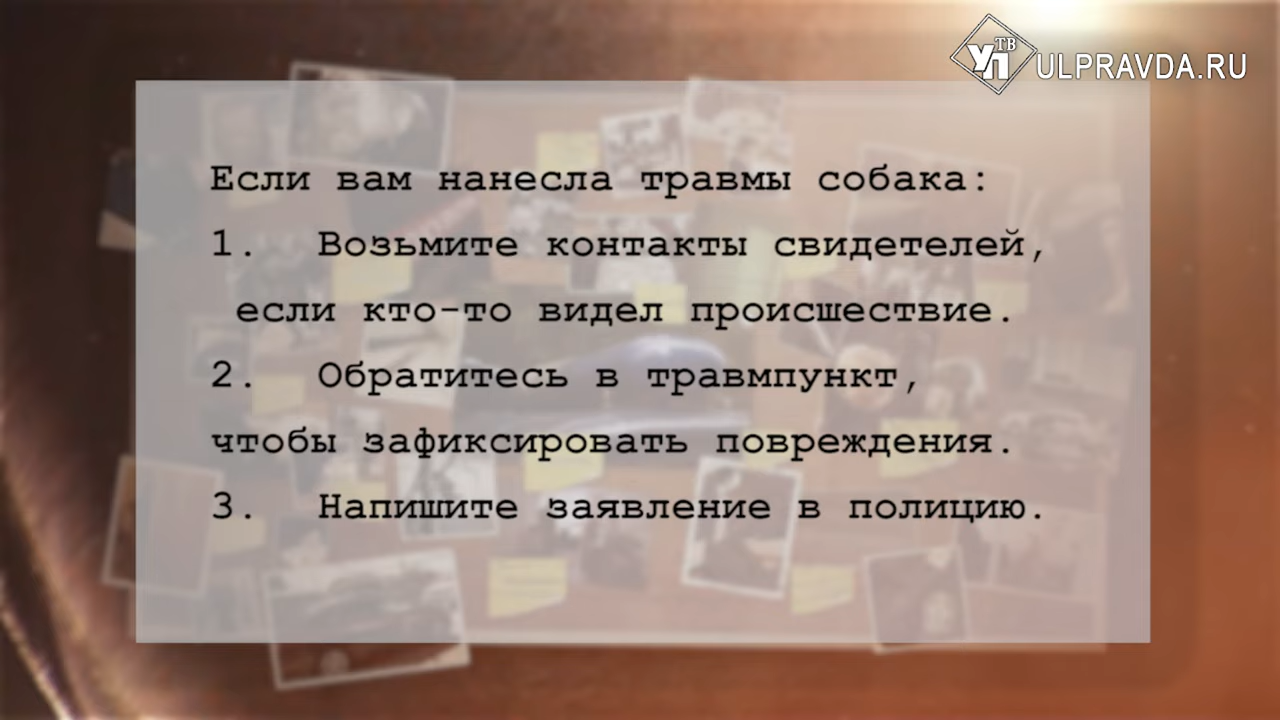 УП ТВ ULPRAVDA.RU
Если вам нанесла травмы собака:
1. Возьмите контакты свидетелей,
если кто-то видел происшествие.
2. Обратитесь в травмпункт,
чтобы зафиксировать повреждения.
3. Напишите заявление в полицию.